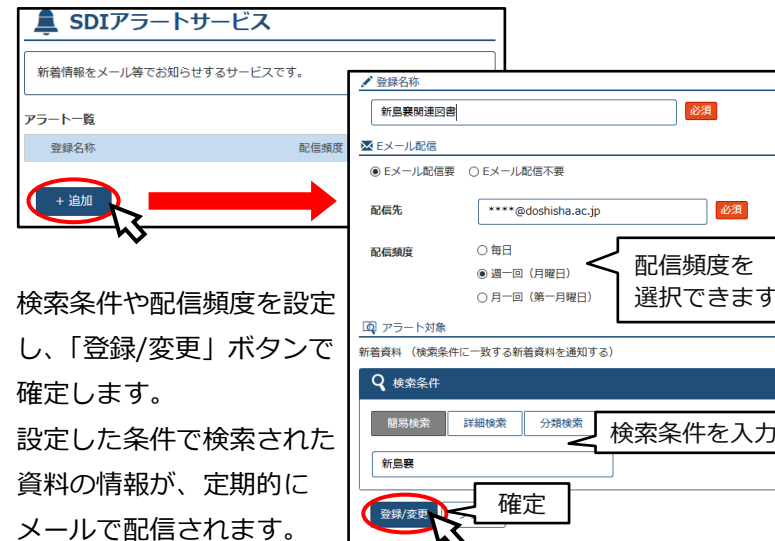 SDIアラートサービス
新着情報をメール等でお知らせするサービスです。
アラート一覧
登録名称 配信頻度
+ 追加
登録名称
新島襄関連図書 必須
Eメール配信
Eメール配信要 Eメール配信不要
配信先 ****@doshisha.ac.jp 必須
配信頻度 毎日
週一回（月曜日）
月一回（第一月曜日）
配信頻度を
選択できます
アラート対象
新着資料 （検索条件に一致する新着資料を通知する）
検索条件
簡易検索 詳細検索 分類検索
検索条件を入力
新島襄
登録/変更
確定
検索条件や配信頻度を設定
し、「登録/変更」ボタンで
確定します。
設定した条件で検索された
資料の情報が、定期的に
メールで配信されます。